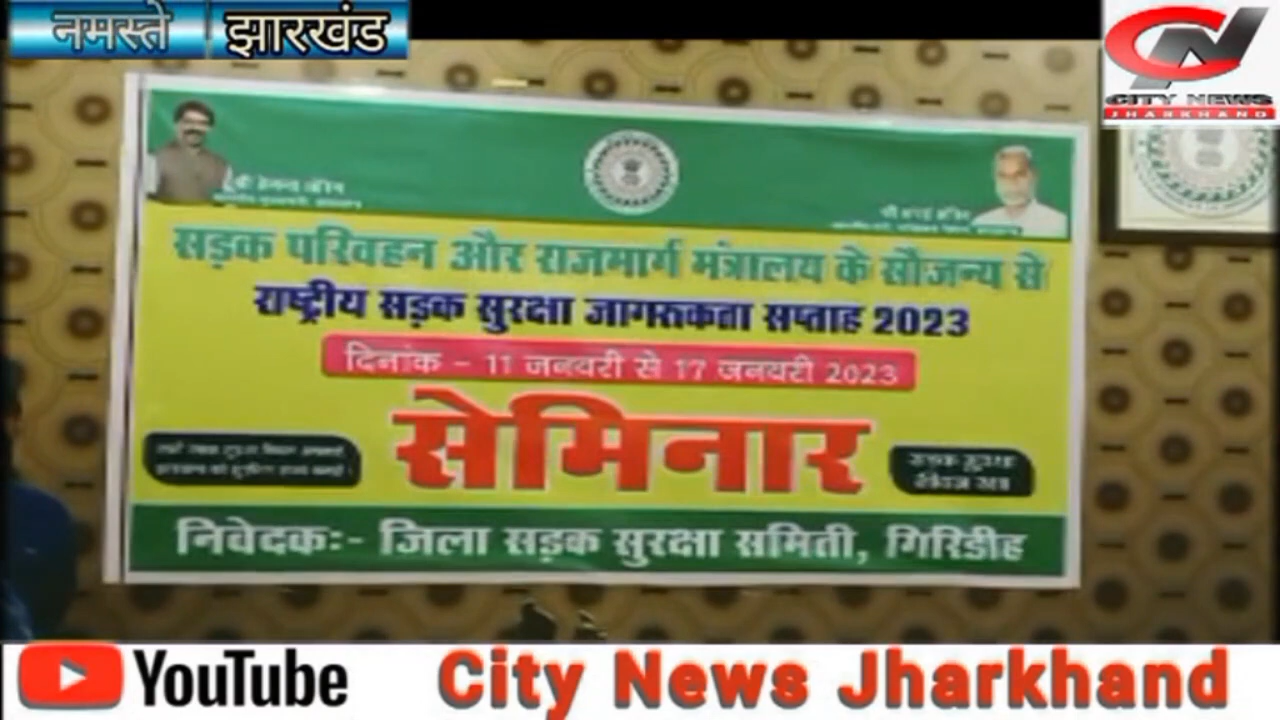 नमस्ते झारखंड
CITY NEWS
JHARKHAND
सड़क परिवहन और राजमार्ग मंत्रालय के सौजन्य से
राष्ट्रीय सड़क सुरक्षा जागरूकता सप्ताह 2023
दिनांक - 11 जनवरी से 17 जनवरी 2023
सेमिनार
निवेदकः- जिला सड़क सुरक्षा समिती, गिरिडीह
YouTube City News Jharkhand